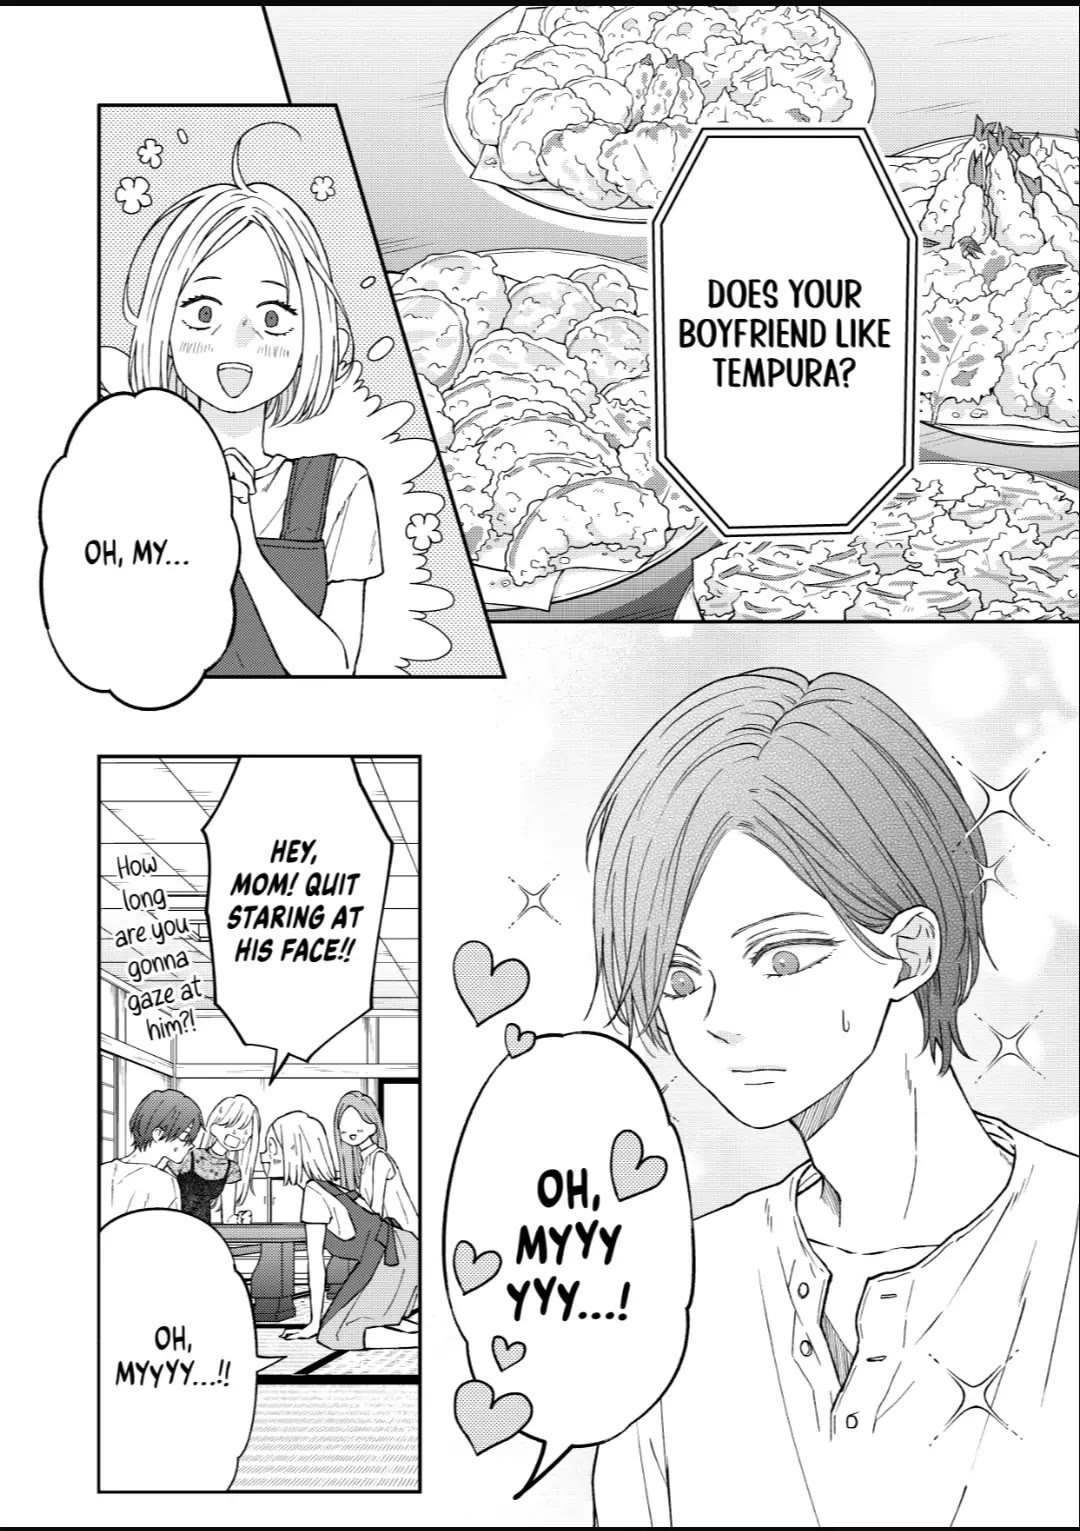 DOES YOUR
BOYFRIEND LIKE
TEMPURA?
OH, MY...
OH,
MYYY
YYY...!
HEY,
MOM! QUIT
STARING AT
HIS FACE!!
How
long
are you
gonna
gaze at
him?!
OH,
MYYYY...!!